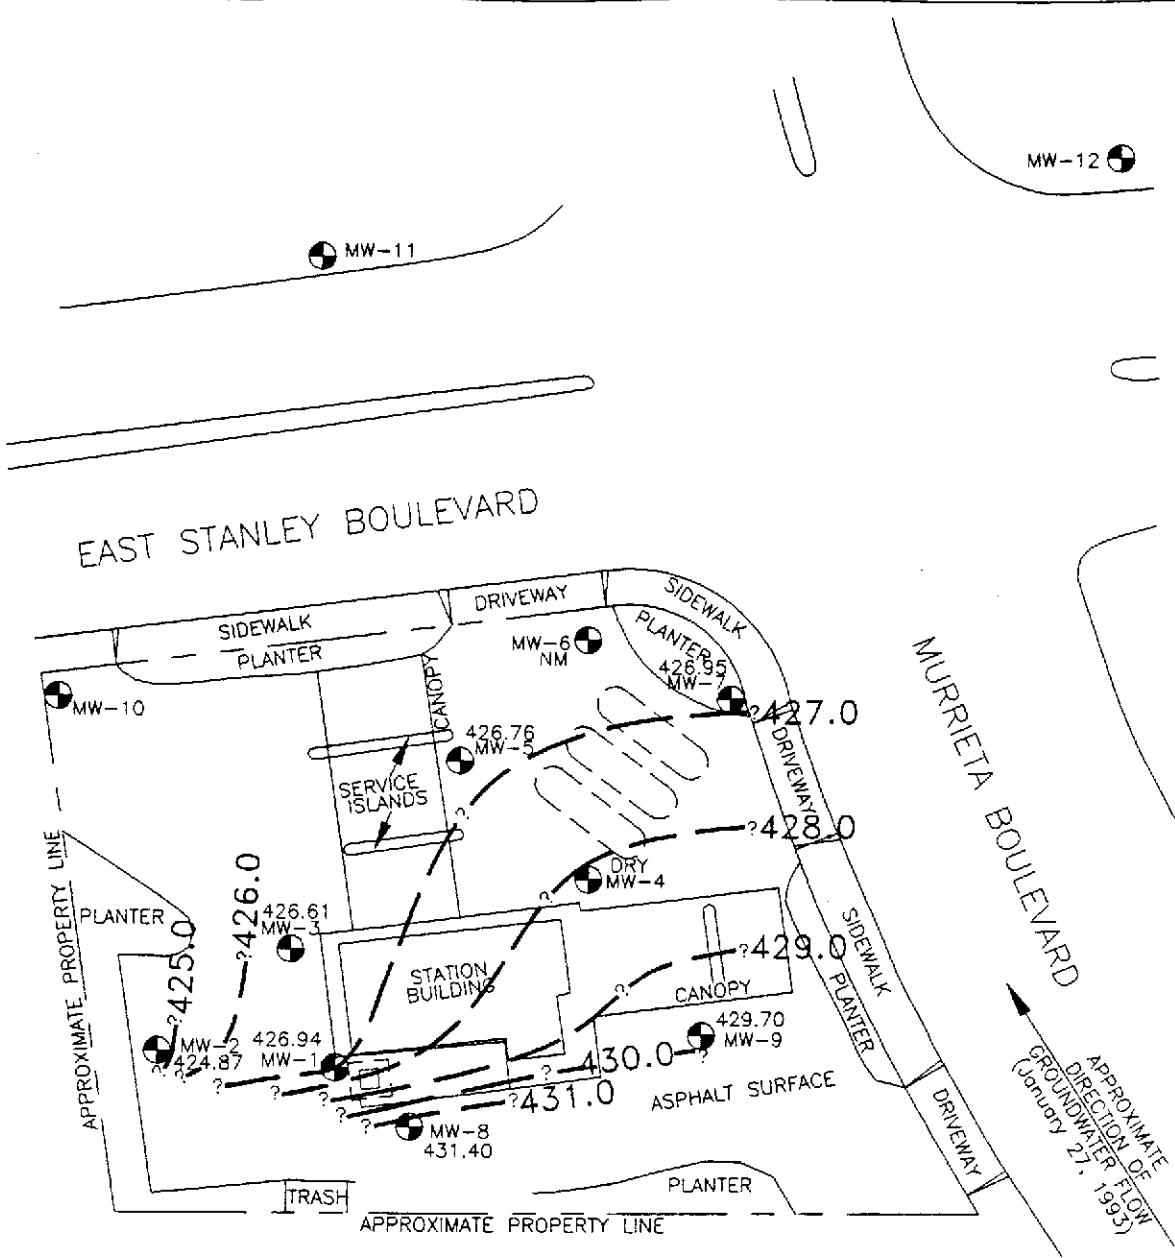 MW-12
MW-11
EAST STANLEY BOULEVARD
SIDEWALK
DRIVEWAY
SIDEWALK
PLANTER
PLANTER
MW-6
NM
426.95
MW-7
MW-10
CANOPY
426.76
MW-5
?427.0
SERVICE
ISLANDS
DRIVEWAY
MURRIETA BOULEVARD
?
?428.0
DRY
MW-4
?
APPROXIMATE PROPERTY LINE
PLANTER
?426.0
426.61
MW-3
?425.0
STATION
BUILDING
?429.0
?
CANOPY
SIDEWALK
PLANTER
MW-2
424.87
426.94
MW-1
429.70
MW-9
?
?430.0
?
?
?
?
?
?
?
?431.0
ASPHALT SURFACE
MW-8
431.40
DRIVEWAY
APPROXIMATE
DIRECTION OF
GROUNDWATER FLOW
(January 27, 1993)
TRASH
PLANTER
APPROXIMATE PROPERTY LINE